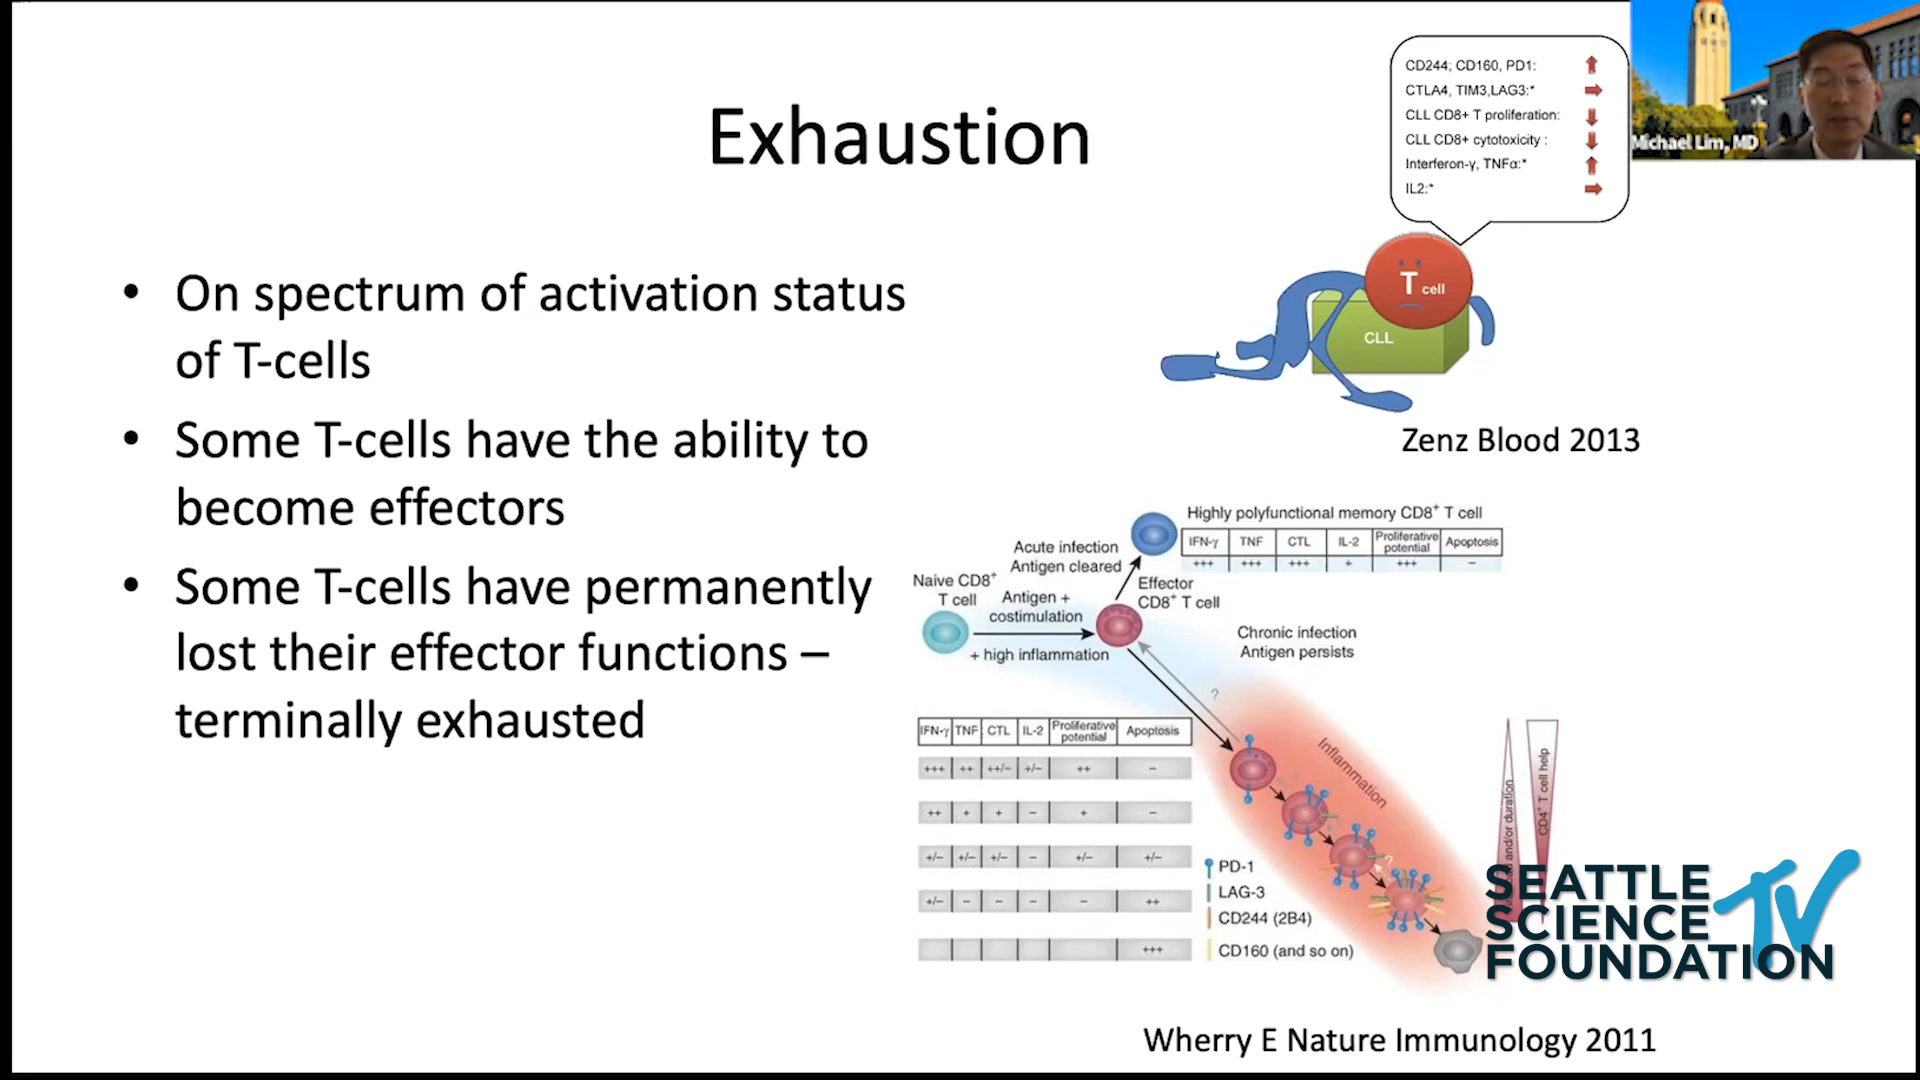 Exhaustion
• On spectrum of activation status
of T-cells
• Some T-cells have the ability to
become effectors
• Some T-cells have permanently
lost their effector functions –
terminally exhausted
CD244; CD160, PD1:
CTLA4, TIM3,LAG3:*
CLL CD8+ T proliferation:
CLL CD8+ cytotoxicity :
Interferon-γ, TNFα:*
IL2:*
Michael Lim, MD
T cell
CLL
Zenz Blood 2013
Highly polyfunctional memory CD8+ T cell
IFN-γ TNF CTL IL-2 Proliferative potential Apoptosis
+++ +++ +++ + +++ –
Acute infection
Antigen cleared
Naive CD8+
T cell
Antigen +
costimulation
+ high inflammation
Effector
CD8+ T cell
Chronic infection
Antigen persists
?
Inflammation
IFN-γ TNF CTL IL-2 Proliferative potential Apoptosis
+++ ++ ++/– +/– ++ –
++ + + – + –
+/– +/– +/– – +/– +/–
+/– – – – – ++
+++
?
PD-1
LAG-3
CD244 (2B4)
CD160 (and so on)
and/or duration
CD4+ T cell help
SEATTLE
SCIENCE
FOUNDATION
TV
Wherry E Nature Immunology 2011